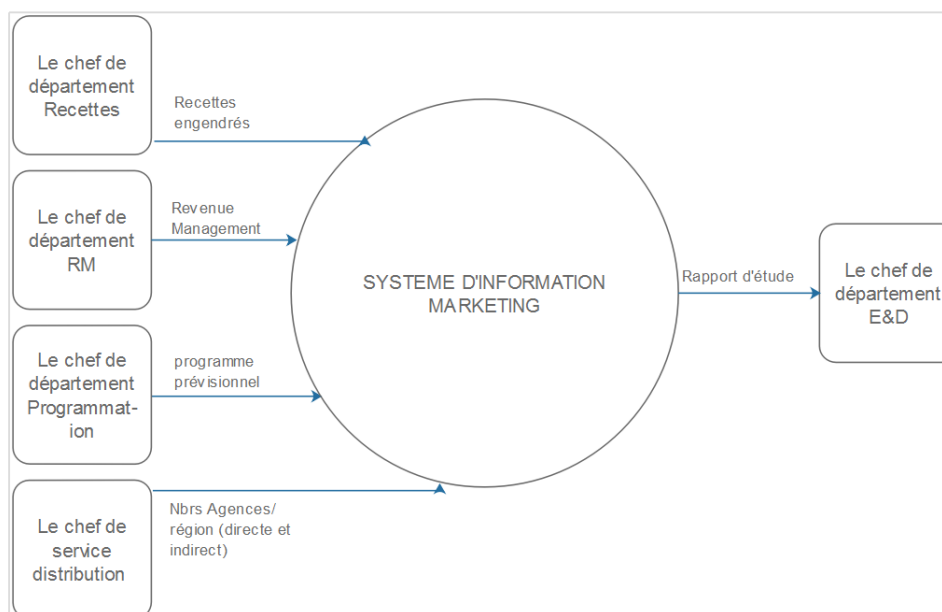 Le chef de
département
Recettes
Recettes
engendrés
Le chef de
département
RM
Revenue
Management
SYSTEME D'INFORMATION
MARKETING
Rapport d'étude
Le chef de
département
E&D
Le chef de
département
Programmat-
ion
programme
prévisionnel
Le chef de
service
distribution
Nbrs Agences/
région (directe et
indirect)